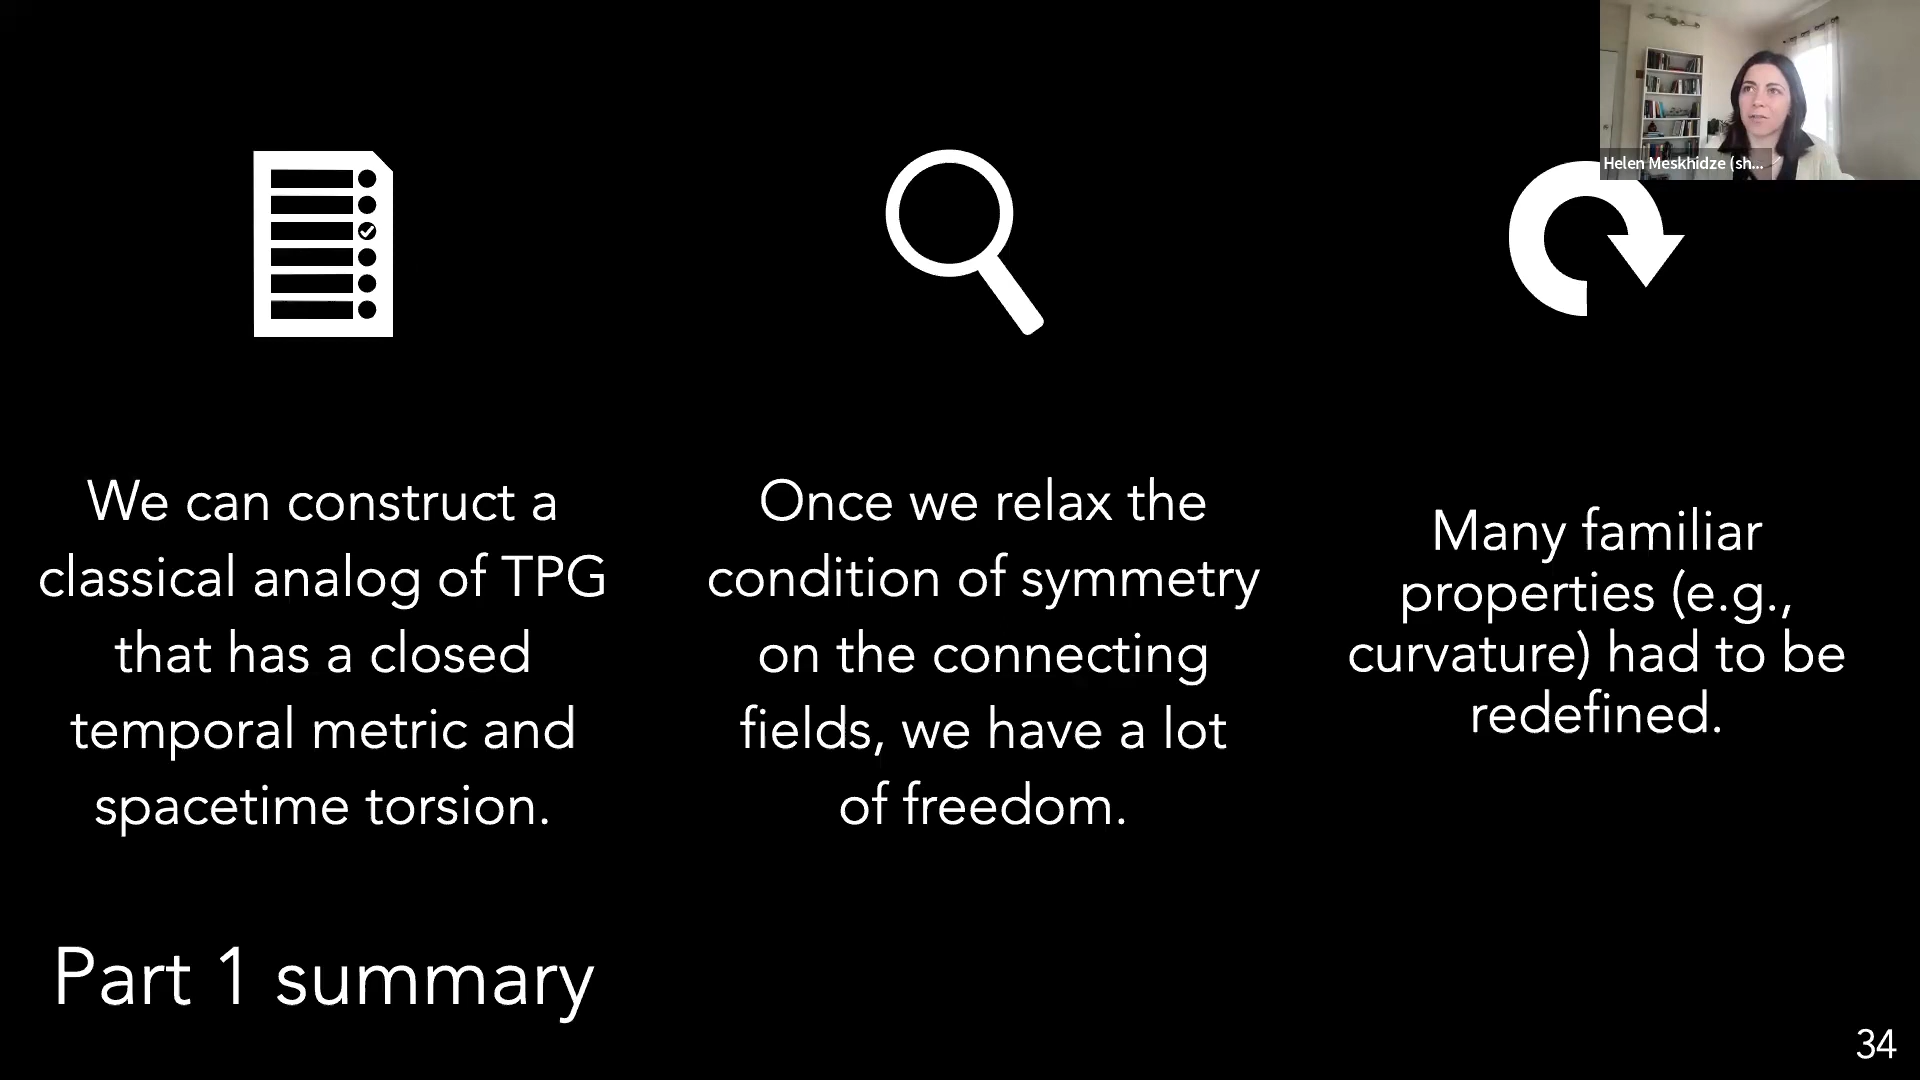 Helen Meskhidze (sh...
We can construct a
classical analog of TPG
that has a closed
temporal metric and
spacetime torsion.
Once we relax the
condition of symmetry
on the connecting
fields, we have a lot
of freedom.
Many familiar
properties (e.g.,
curvature) had to be
redefined.
Part 1 summary
34